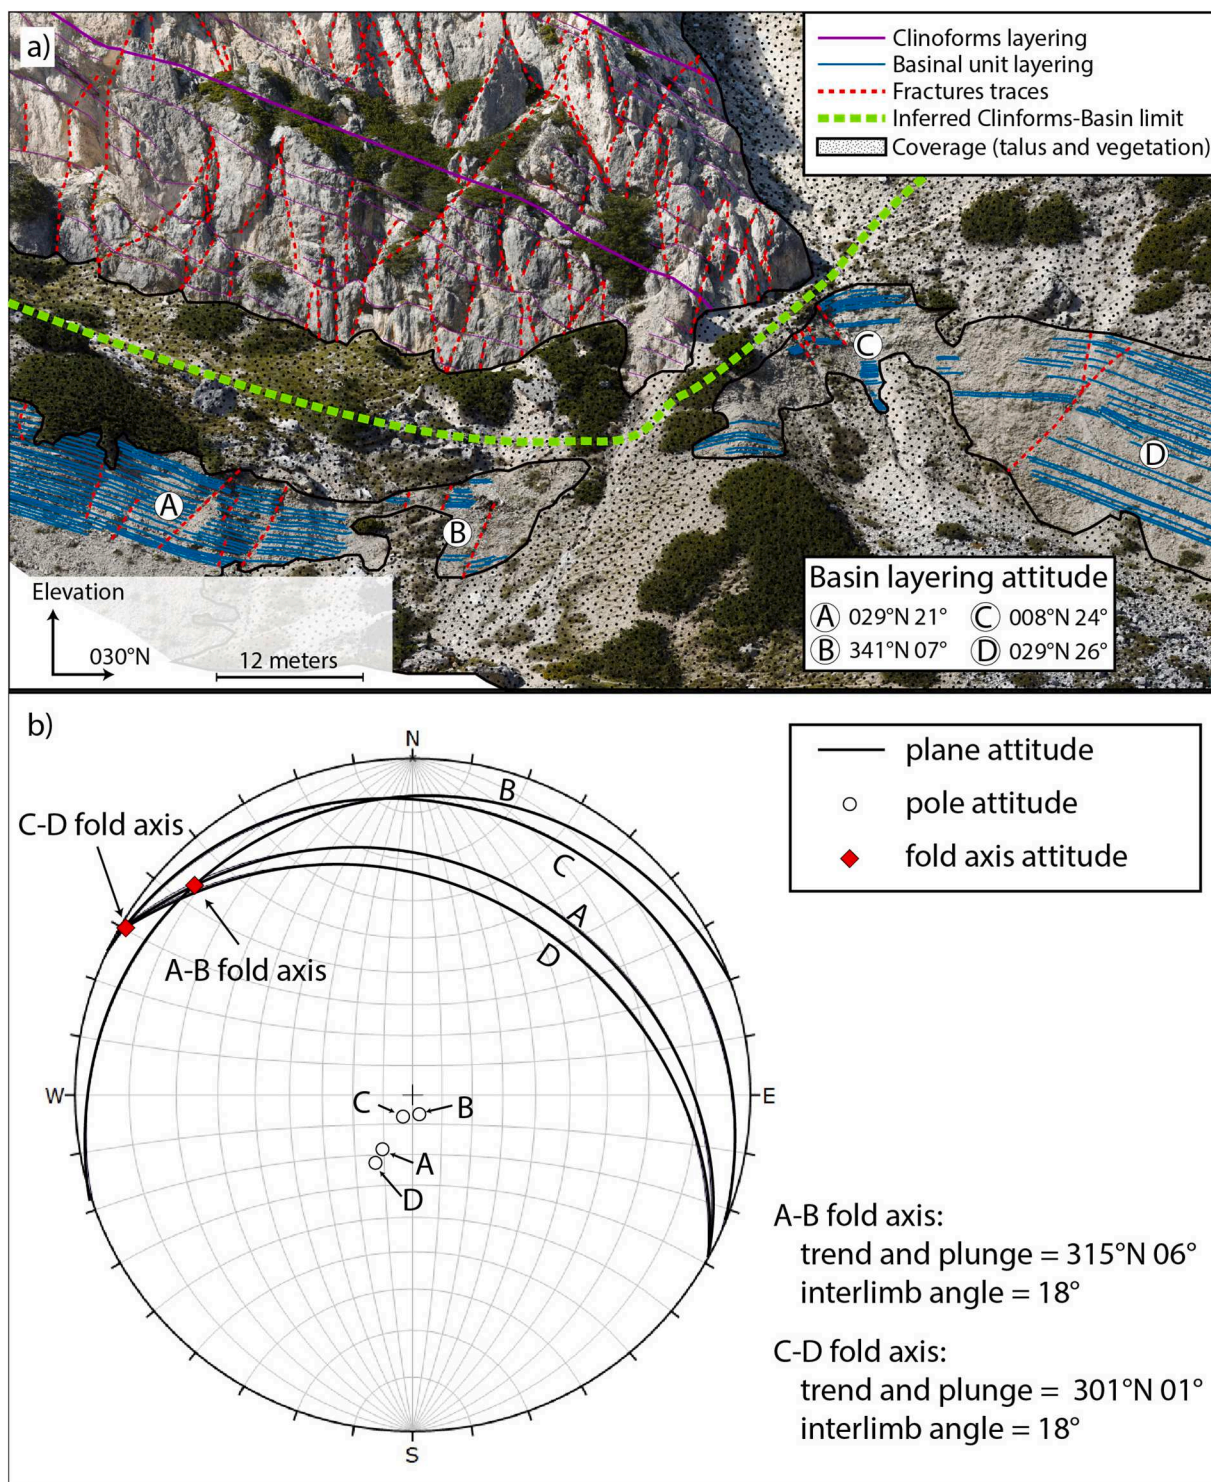 a)
Clinoforms layering
Basinal unit layering
Fractures traces
Inferred Clinforms-Basin limit
Coverage (talus and vegetation)
C
D
A
B
Elevation
030°N
12 meters
Basin layering attitude
A 029°N 21° C 008°N 24°
B 341°N 07° D 029°N 26°
b)
N
plane attitude
pole attitude
fold axis attitude
C-D fold axis
B
C
A
D
A-B fold axis
W
E
C
B
A
D
S
A-B fold axis:
trend and plunge = 315°N 06°
interlimb angle = 18°
C-D fold axis:
trend and plunge = 301°N 01°
interlimb angle = 18°